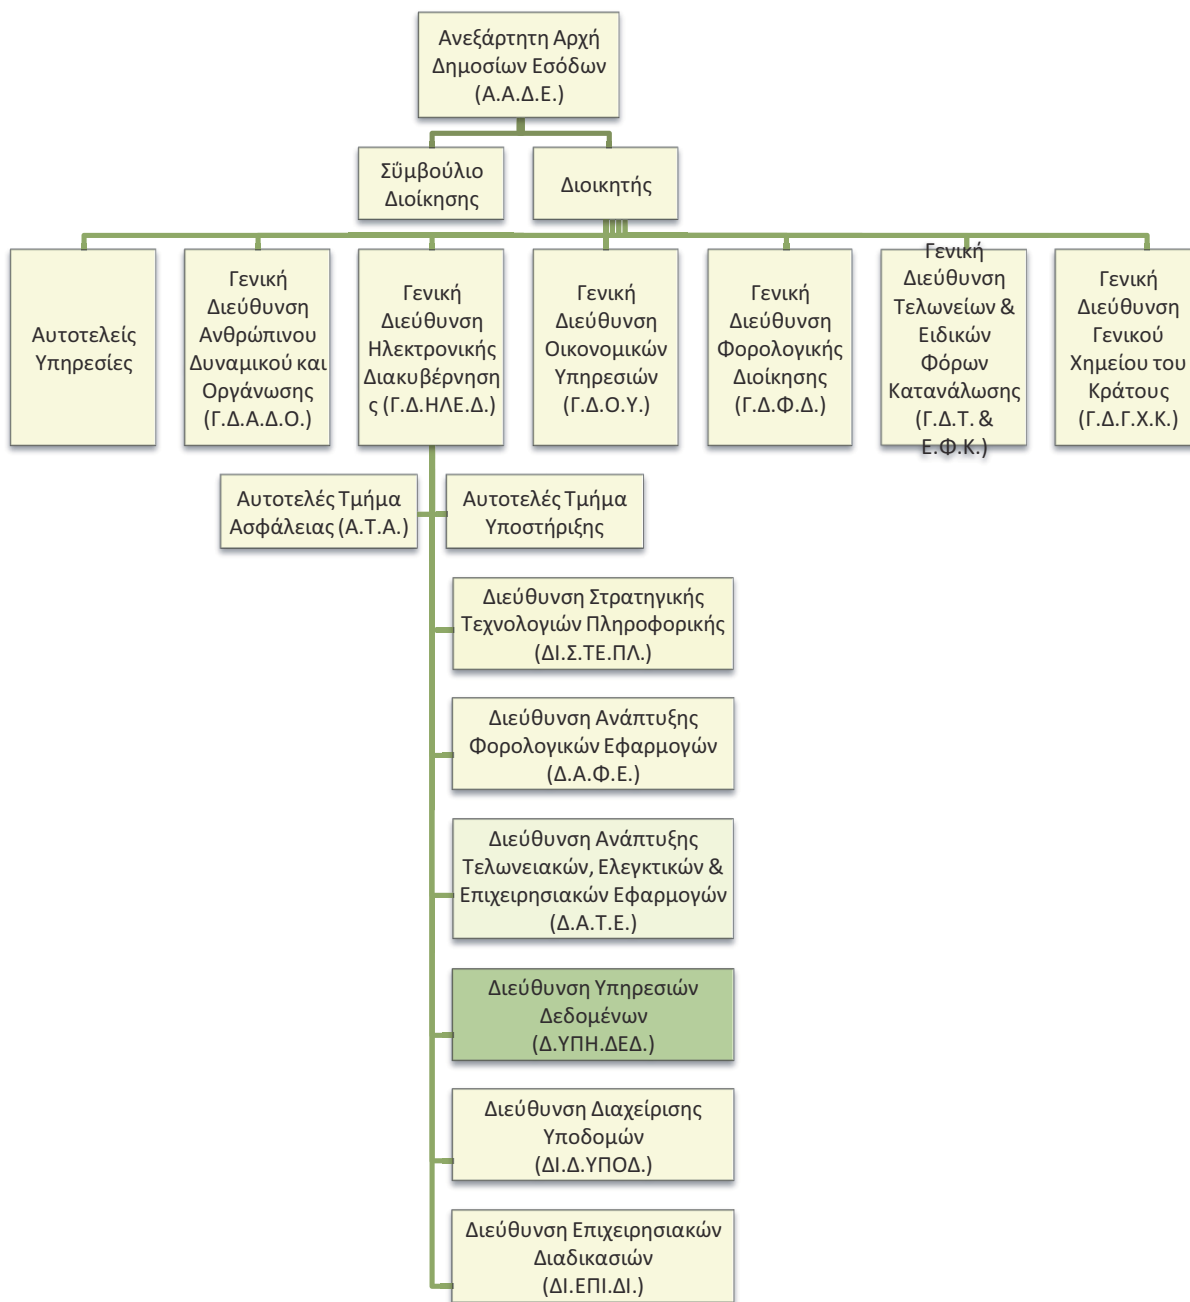 Ανεξάρτητη Αρχή
Δημοσίων Εσόδων
(Α.Α.Δ.Ε.)
Σΰμβούλιο
Διοίκησης
Διοικητής
Αυτοτελείς
Υπηρεσίες
Γενική
Διεύθυνση
Ανθρώπινου
Δυναμικού και
Οργάνωσης
(Γ.Δ.Α.Δ.Ο.)
Γενική
Διεύθυνση
Ηλεκτρονικής
Διακυβέρνηση
ς (Γ.Δ.ΗΛΕ.Δ.)
Γενική
Διεύθυνση
Οικονομικών
Υπηρεσιών
(Γ.Δ.Ο.Υ.)
Γενική
Διεύθυνση
Φορολογικής
Διοίκησης
(Γ.Δ.Φ.Δ.)
Γενική
Διεύθυνση
Τελωνείων &
Ειδικών
Φόρων
Κατανάλωσης
(Γ.Δ.Τ. &
Ε.Φ.Κ.)
Γενική
Διεύθυνση
Γενικού
Χημείου του
Κράτους
(Γ.Δ.Γ.Χ.Κ.)
Αυτοτελές Τμήμα
Ασφάλειας (Α.Τ.Α.)
Αυτοτελές Τμήμα
Υποστήριξης
Διεύθυνση Στρατηγικής
Τεχνολογιών Πληροφορικής
(ΔΙ.Σ.ΤΕ.ΠΛ.)
Διεύθυνση Ανάπτυξης
Φορολογικών Εφαρμογών
(Δ.Α.Φ.Ε.)
Διεύθυνση Ανάπτυξης
Τελωνειακών, Ελεγκτικών &
Επιχειρησιακών Εφαρμογών
(Δ.Α.Τ.Ε.)
Διεύθυνση Υπηρεσιών
Δεδομένων
(Δ.ΥΠΗ.ΔΕΔ.)
Διεύθυνση Διαχείρισης
Υποδομών
(ΔΙ.Δ.ΥΠΟΔ.)
Διεύθυνση Επιχειρησιακών
Διαδικασιών
(ΔΙ.ΕΠΙ.ΔΙ.)